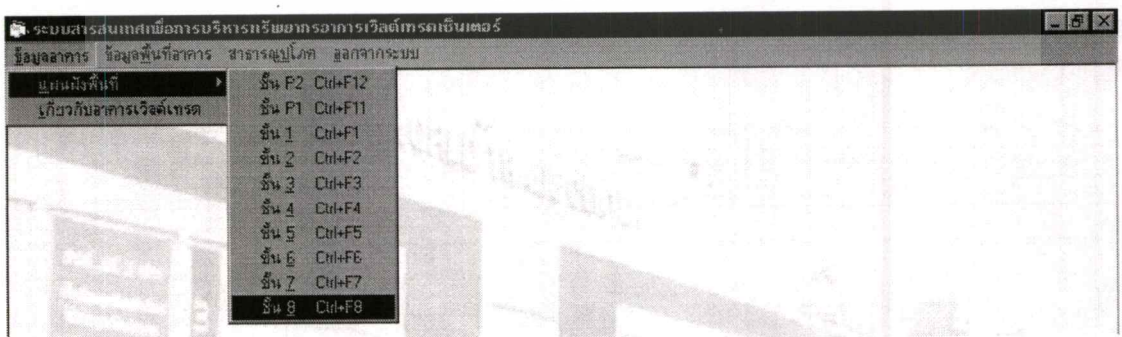 ระบบสารสนเทศเพื่อการบริหารทรัพยากรอาคารเวิลด์เทรดเซ็นเตอร์
ข้อมูลอาคาร ข้อมูลพื้นที่อาคาร สาธารณูปโภค ออกจากระบบ
แผนผังพื้นที่
เกี่ยวกับอาคารเวิลด์เทรด
ชั้น P2 Ctrl+F12
ชั้น P1 Ctrl+F11
ชั้น 1 Ctrl+F1
ชั้น 2 Ctrl+F2
ชั้น 3 Ctrl+F3
ชั้น 4 Ctrl+F4
ชั้น 5 Ctrl+F5
ชั้น 6 Ctrl+F6
ชั้น 7 Ctrl+F7
ชั้น 8 Ctrl+F8